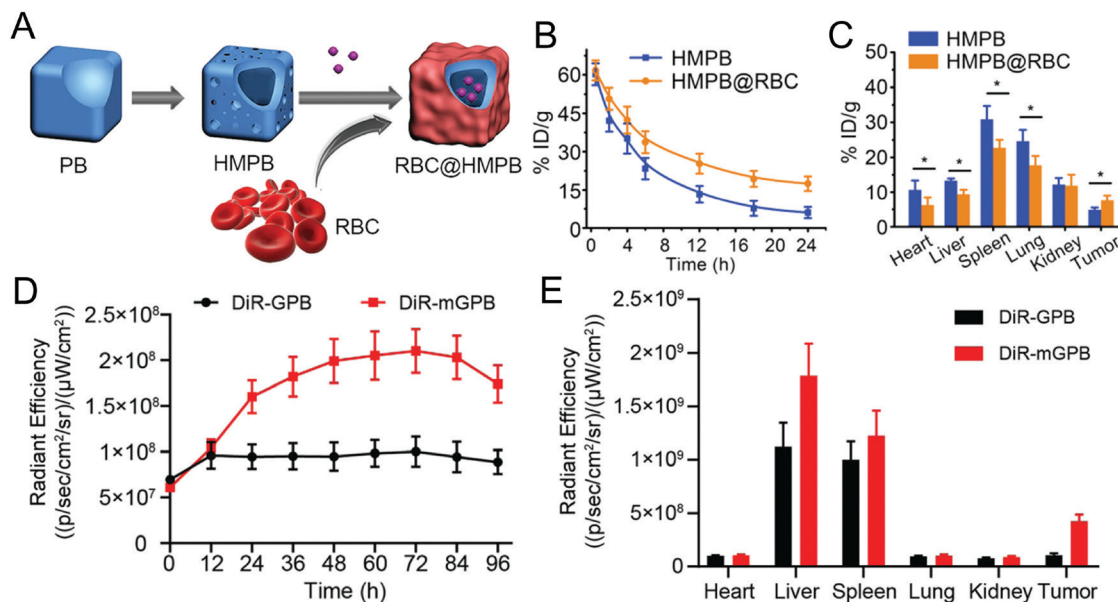 A
PB
HMPB
RBC@HMPB
RBC
B
HMPB
HMPB@RBC
% ID/g
60
45
30
15
0
0 4 8 12 16 20 24
Time (h)
C
HMPB
HMPB@RBC
% ID/g
50
40
30
20
10
0
* * * * *
Heart Liver Spleen Lung Kidney Tumor
D
DiR-GPB DiR-mGPB
Radiant Efficiency
((p/sec/cm²/sr)/(μW/cm²))
2.5×10⁸
2×10⁸
1.5×10⁸
1×10⁸
5×10⁷
0
0 12 24 36 48 60 72 84 96
Time (h)
E
DiR-GPB
DiR-mGPB
Radiant Efficiency
((p/sec/cm²/sr)/(μW/cm²))
2.5×10⁹
2×10⁹
1.5×10⁹
1×10⁹
5×10⁸
0
Heart Liver Spleen Lung Kidney Tumor